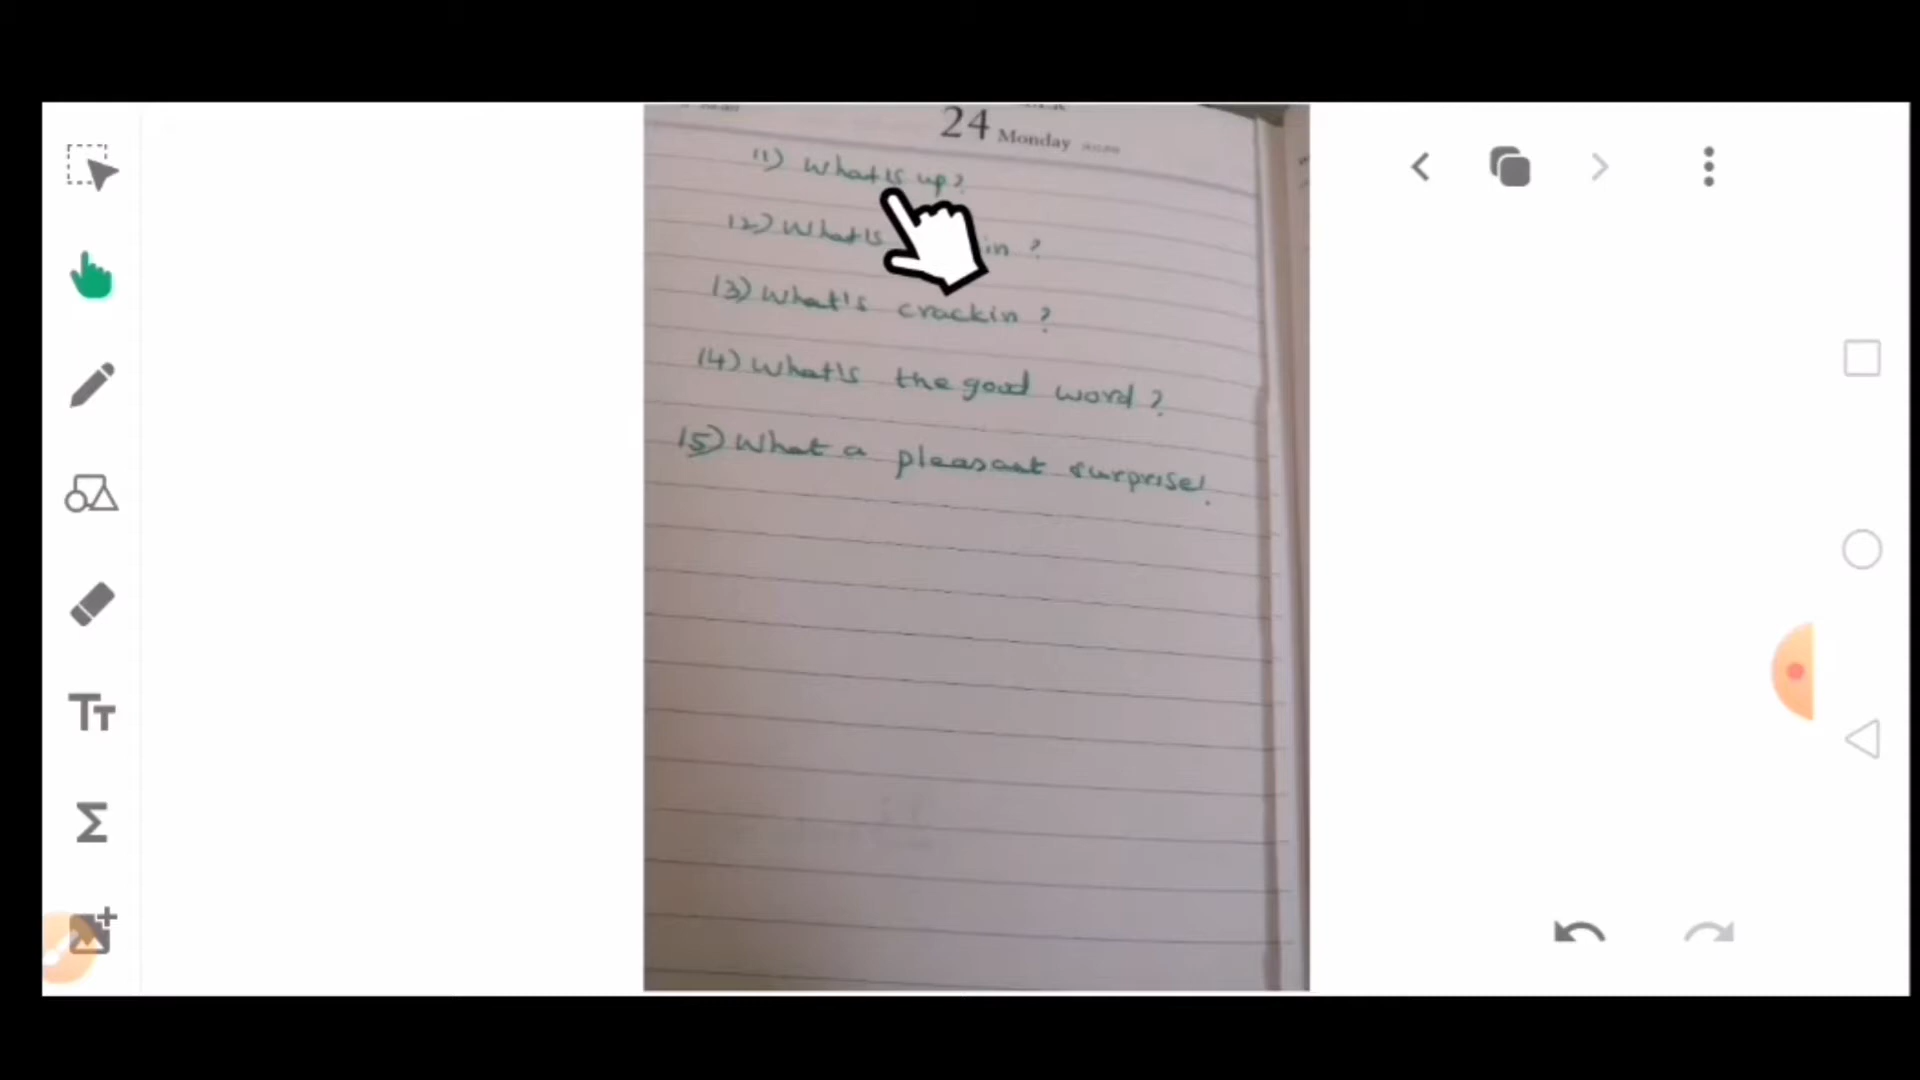 24 Monday
11) What's up?
12) What's in ?
13) What's crackin ?
14) What's the good word ?
15) What a pleasant surprise!
TT
Σ